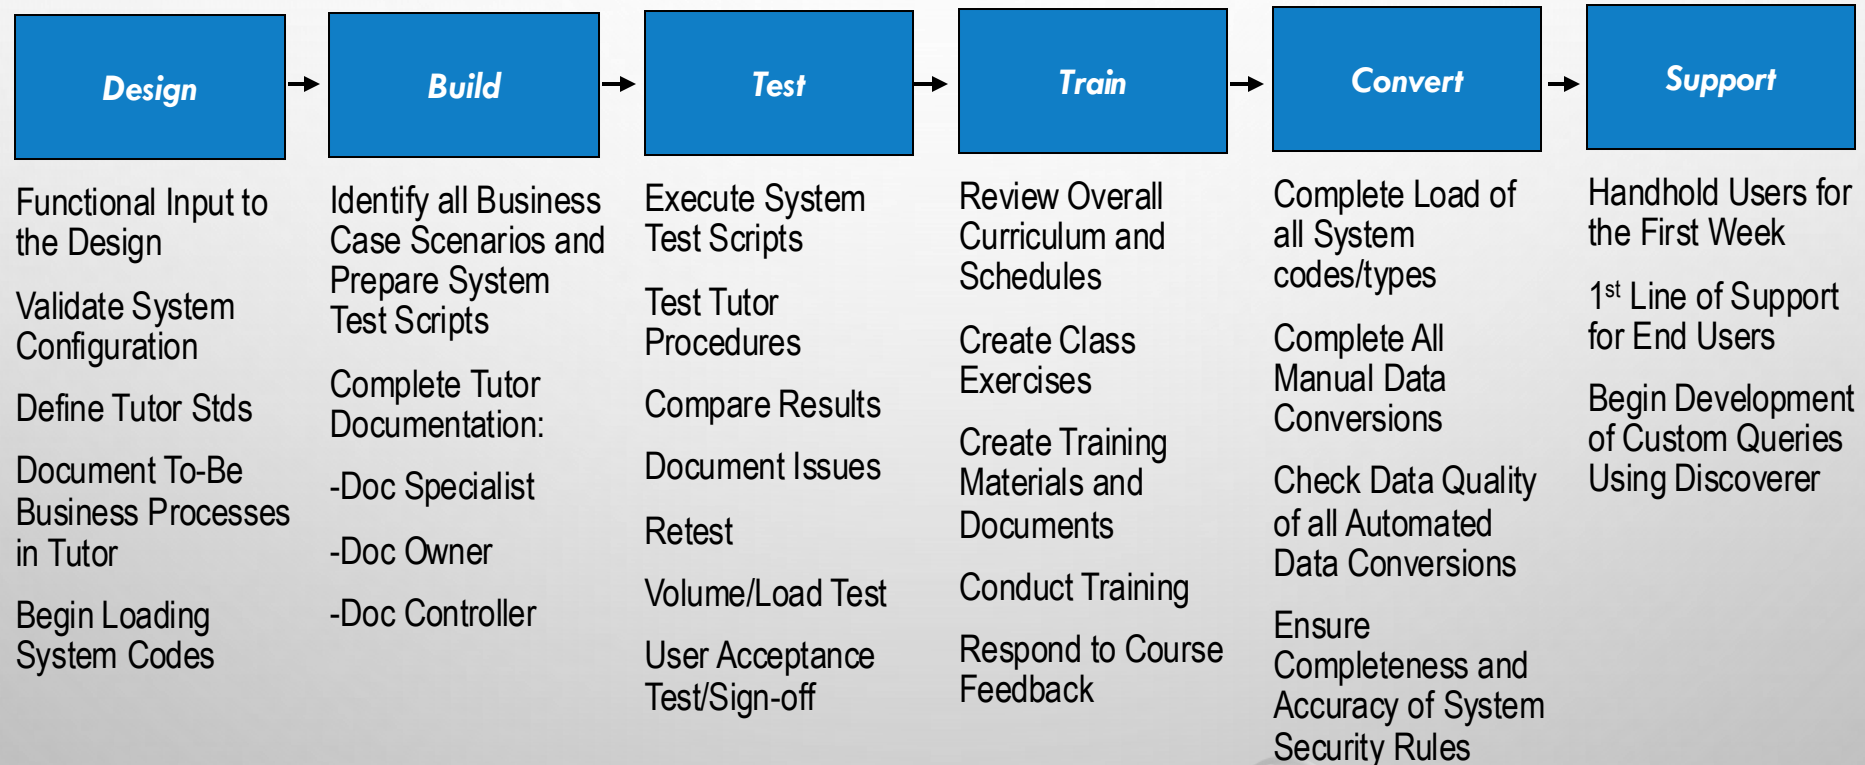 Design
Build
Test
Train
Convert
Support
Functional Input to
the Design
Validate System
Configuration
Define Tutor Stds
Document To-Be
Business Processes
in Tutor
Begin Loading
System Codes
Identify all Business
Case Scenarios and
Prepare System
Test Scripts
Complete Tutor
Documentation:
-Doc Specialist
-Doc Owner
-Doc Controller
Execute System
Test Scripts
Test Tutor
Procedures
Compare Results
Document Issues
Retest
Volume/Load Test
User Acceptance
Test/Sign-off
Review Overall
Curriculum and
Schedules
Create Class
Exercises
Create Training
Materials and
Documents
Conduct Training
Respond to Course
Feedback
Complete Load of
all System
codes/types
Complete All
Manual Data
Conversions
Check Data Quality
of all Automated
Data Conversions
Ensure
Completeness and
Accuracy of System
Security Rules
Handhold Users for
the First Week
1st Line of Support
for End Users
Begin Development
of Custom Queries
Using Discoverer